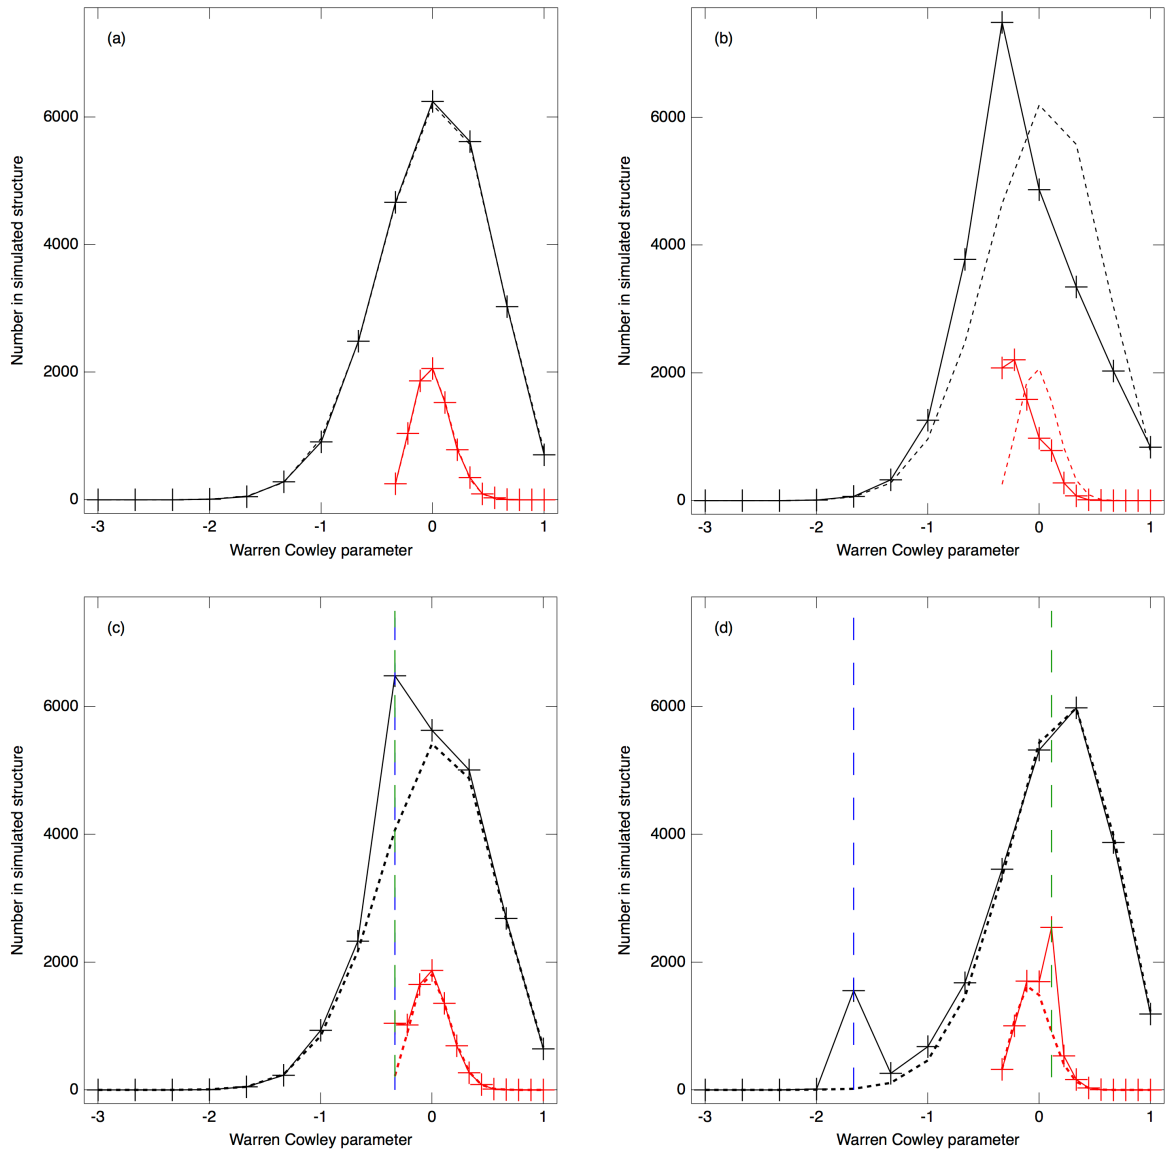 (a)
6000
4000
2000
0
Number in simulated structure
-3 -2 -1 0 1
Warren Cowley parameter
(b)
6000
4000
2000
0
Number in simulated structure
-3 -2 -1 0 1
Warren Cowley parameter
(c)
6000
4000
2000
0
Number in simulated structure
-3 -2 -1 0 1
Warren Cowley parameter
(d)
6000
4000
2000
0
Number in simulated structure
-3 -2 -1 0 1
Warren Cowley parameter